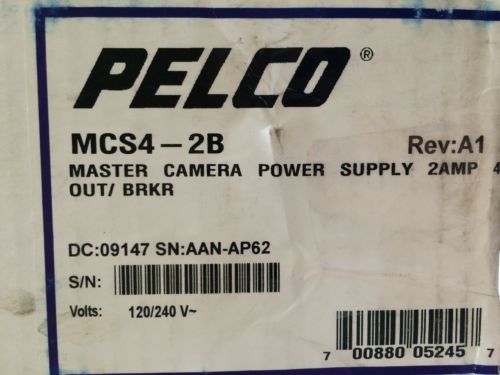 PELCO®
MCS4-2B Rev:A1
MASTER CAMERA POWER SUPPLY 2AMP 4
OUT/ BRKR
DC:09147 SN:AAN-AP62
S/N:
Volts: 120/240 V~
7 00880 05245 7